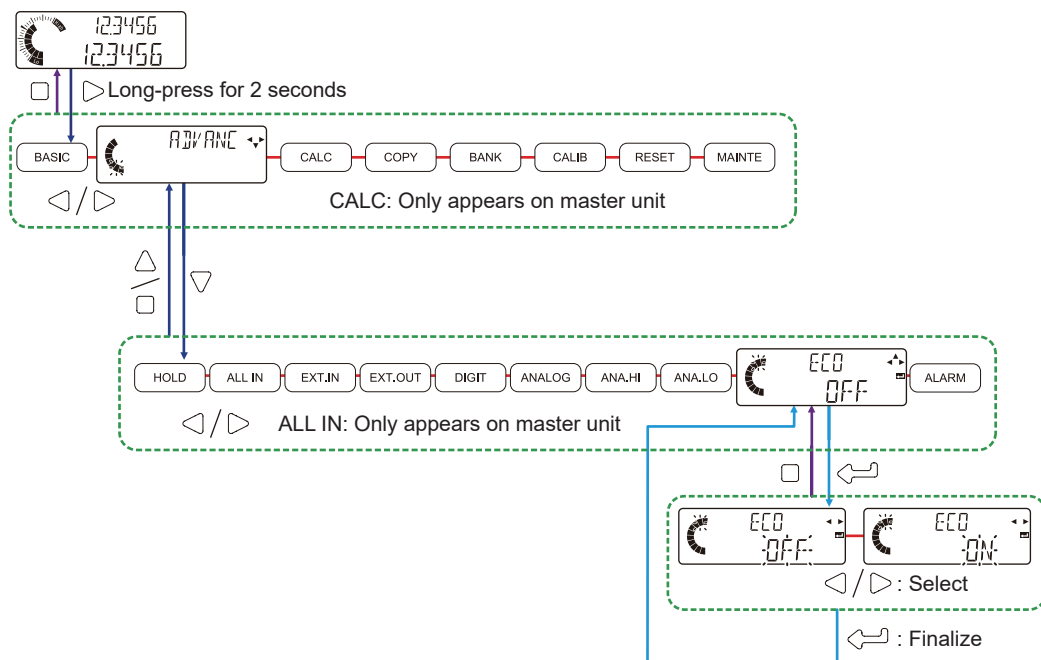 12.3456
12.3456
Long-press for 2 seconds
BASIC ADVANC CALC COPY BANK CALIB RESET MAINTE
CALC: Only appears on master unit
HOLD ALL IN EXT.IN EXT.OUT DIGIT ANALOG ANA.HI ANA.LO ECO OFF ALARM
ALL IN: Only appears on master unit
ECO ECO
OFF ON
: Select
: Finalize